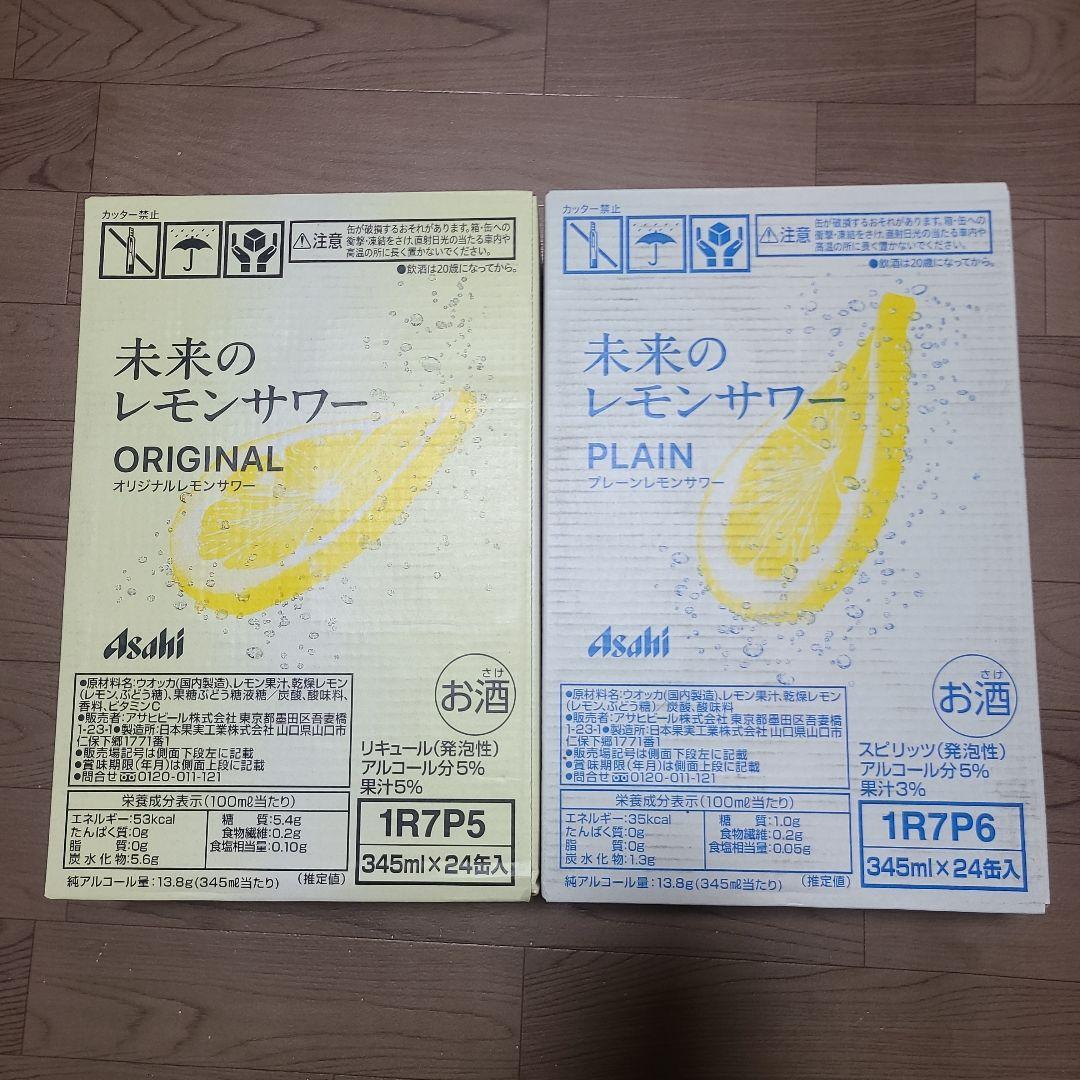 カッター禁止
⚠注意
缶が破損するおそれがあります。箱・缶への
衝撃・凍結をさけ、直射日光の当たる車内や
高温の所に長く置かないでください。
●飲酒は20歳になってから。
未来の
レモンサワー
ORIGINAL
オリジナルレモンサワー
Asahi
●原材料名:ウオッカ(国内製造)、レモン果汁、乾燥レモン
(レモン、ぶどう糖)、果糖ぶどう糖液糖/炭酸、酸味料、
香料、ビタミンC
●販売者:アサヒビール株式会社 東京都墨田区吾妻橋
1-23-1●製造所:日本果実工業株式会社 山口県山口市
仁保下郷1771番1
●販売場記号は側面下段左に記載
●賞味期限(年月)は側面上段に記載
●問合せ 0120-011-121
さけ
お酒
リキュール(発泡性)
アルコール分5%
果汁5%
栄養成分表示(100㎖当たり)
エネルギー:53kcal 糖 質:5.4g
たんぱく質:0g 食物繊維:0.2g
脂 質:0g 食塩相当量:0.10g
炭水化物:5.6g
純アルコール量:13.8g(345㎖当たり) (推定値)
1R7P5
345ml×24缶入
カッター禁止
⚠注意
缶が破損するおそれがあります。箱・缶への
衝撃・凍結をさけ、直射日光の当たる車内や
高温の所に長く置かないでください。
●飲酒は20歳になってから。
未来の
レモンサワー
PLAIN
プレーンレモンサワー
Asahi
●原材料名:ウオッカ(国内製造)、レモン果汁、乾燥レモン
(レモン、ぶどう糖)/炭酸、酸味料
●販売者:アサヒビール株式会社 東京都墨田区吾妻橋
1-23-1●製造所:日本果実工業株式会社 山口県山口市
仁保下郷1771番1
●販売場記号は側面下段左に記載
●賞味期限(年月)は側面上段に記載
●問合せ 0120-011-121
さけ
お酒
スピリッツ(発泡性)
アルコール分5%
果汁3%
栄養成分表示(100㎖当たり)
エネルギー:35kcal 糖 質:1.0g
たんぱく質:0g 食物繊維:0.2g
脂 質:0g 食塩相当量:0.05g
炭水化物:1.3g
純アルコール量:13.8g(345㎖当たり) (推定値)
1R7P6
345ml×24缶入